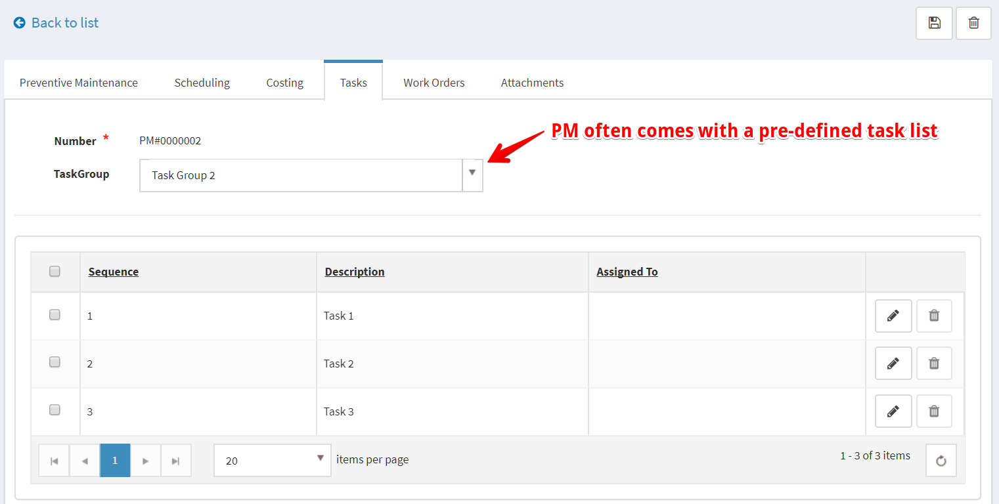 Back to list
Preventive Maintenance Scheduling Costing Tasks Work Orders Attachments
PM often comes with a pre-defined task list
Number * PM#0000002
TaskGroup Task Group 2
Sequence Description Assigned To
1 Task 1
2 Task 2
3 Task 3
1 20 items per page 1 - 3 of 3 items